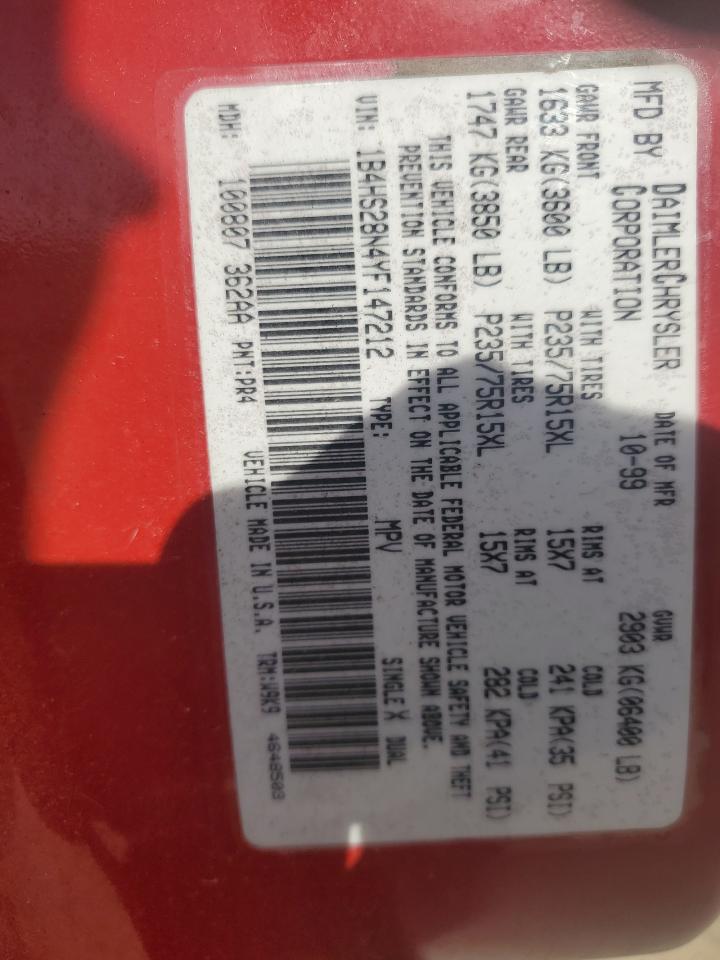 MFD BY DAIMLERCHRYSLER CORPORATION DATE OF MFR 10-99 GVWR 2903 KG(06400 LB)
GAWR FRONT WITH TIRES RIMS AT COLD
1633 KG(3600 LB) P235/75R15XL 15X7 241 KPA(35 PSI)
GAWR REAR WITH TIRES RIMS AT COLD
1747 KG(3850 LB) P235/75R15XL 15X7 282 KPA(41 PSI)
THIS VEHICLE CONFORMS TO ALL APPLICABLE FEDERAL MOTOR VEHICLE SAFETY AND THEFT
PREVENTION STANDARDS IN EFFECT ON THE DATE OF MANUFACTURE SHOWN ABOVE.
VIN: 1B4HS28N4YF147212 TYPE: MPV SINGLE X DUAL
MDH: 100807 362AA PNT:PR4 VEHICLE MADE IN U.S.A. TRM:W9K9 4648503